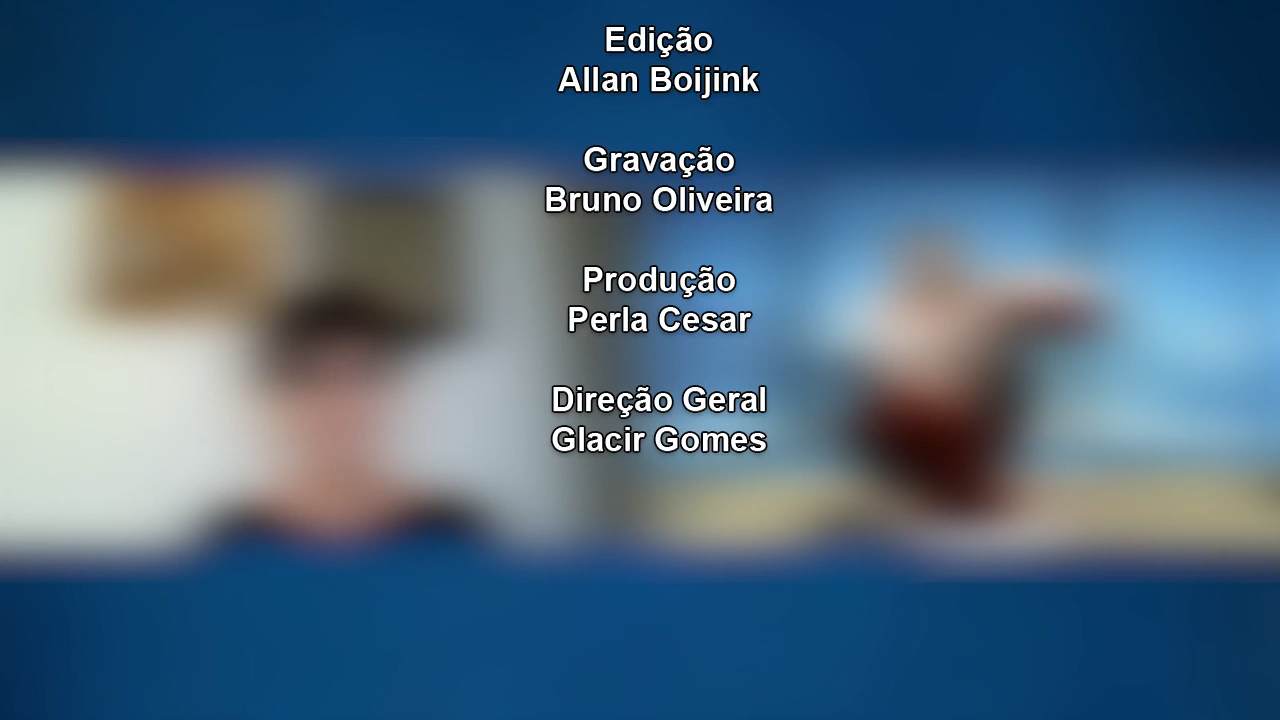 Edição
Allan Boijink
Gravação
Bruno Oliveira
Produção
Perla Cesar
Direção Geral
Glacir Gomes